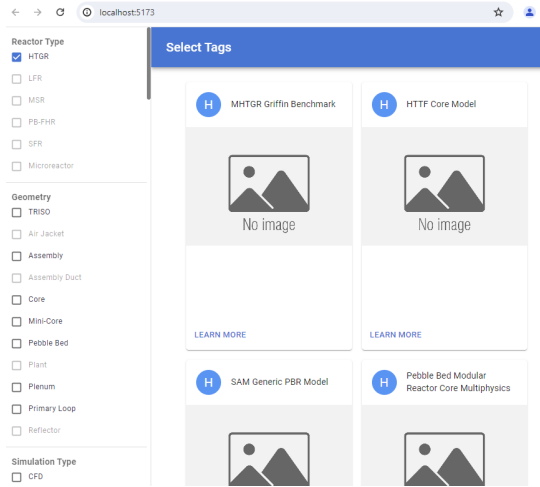 localhost:5173
Reactor Type
HTGR
LFR
MSR
PB-FHR
SFR
Microreactor
Geometry
TRISO
Air Jacket
Assembly
Assembly Duct
Core
Mini-Core
Pebble Bed
Plant
Plenum
Primary Loop
Reflector
Simulation Type
CFD
Select Tags
H
MHTGR Griffin Benchmark
No image
LEARN MORE
H
HTTF Core Model
No image
LEARN MORE
H
SAM Generic PBR Model
H
Pebble Bed Modular
Reactor Core Multiphysics